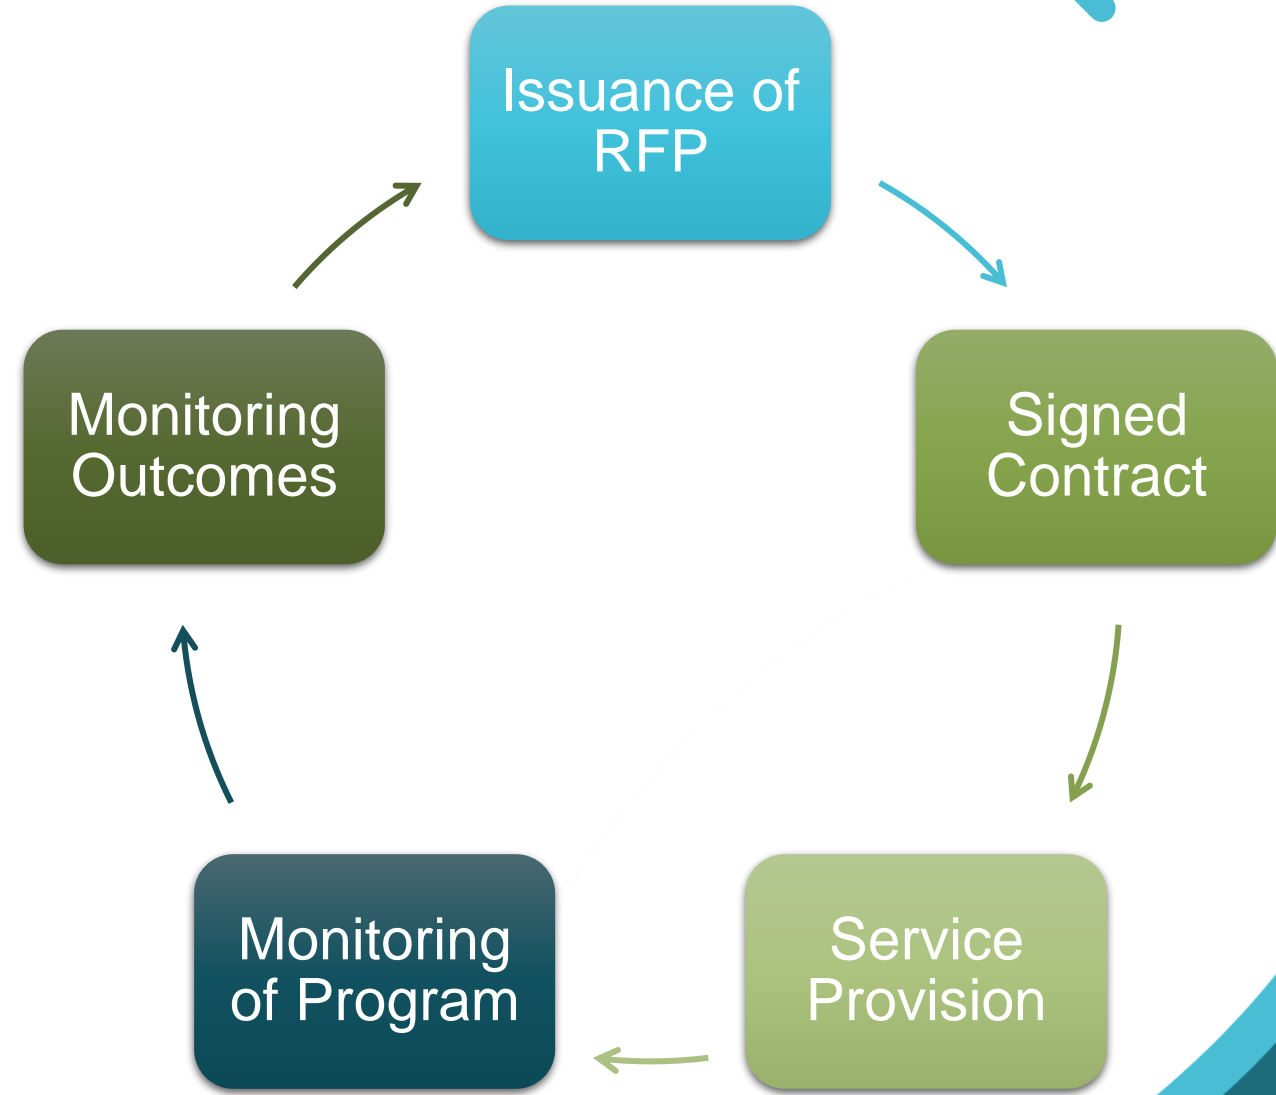 Issuance of
RFP
Signed
Contract
Service
Provision
Monitoring
of Program
Monitoring
Outcomes